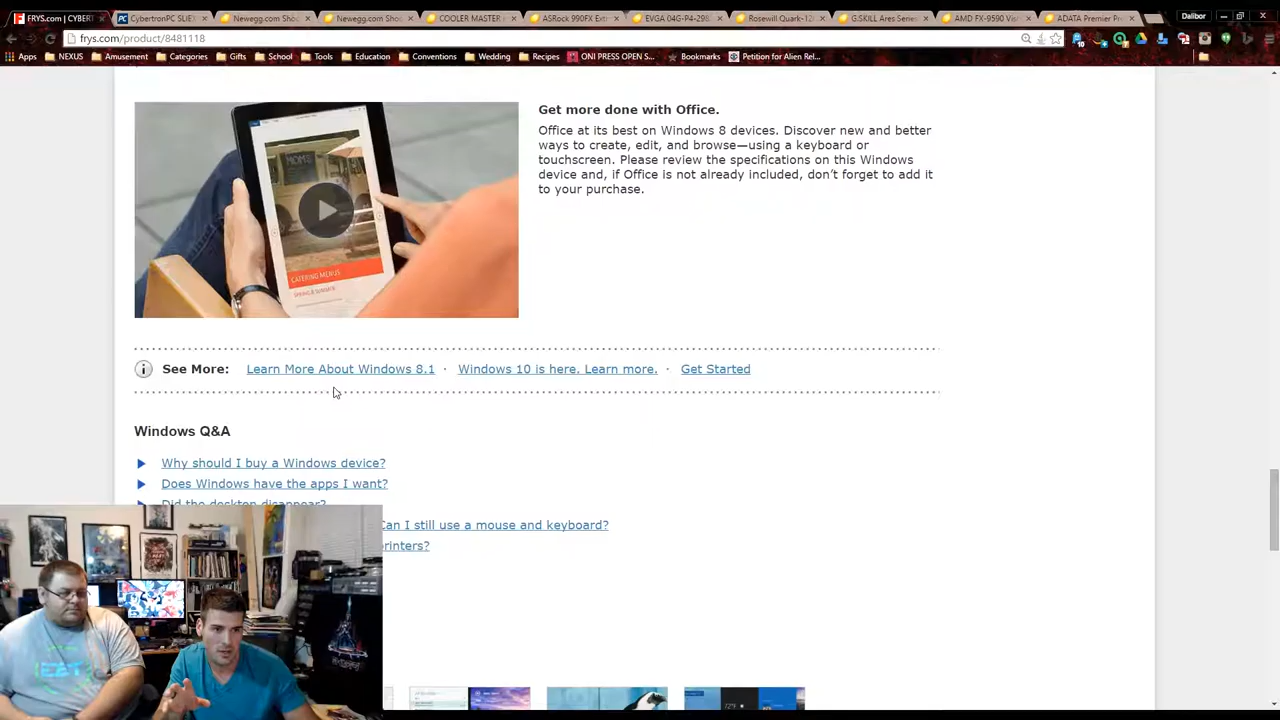 FRYS.com | CYBERT
CybertronPC SLIEX
Newegg.com Sho
Newegg.com Sho
COOLER MASTER
ASRock 990FX Ext
EVGA 04G-P4-298
Rosewill Quark-12
G.SKILL Ares Series
AMD FX-9590 Vis
ADATA Premier Pr
Dalibor
frys.com/product/8481118
Apps
NEXUS
Amusement
Categories
Gifts
School
Tools
Education
Conventions
Wedding
Recipes
ONI PRESS OPEN S...
Bookmarks
Petition for Alien Rel...
Get more done with Office.
Office at its best on Windows 8 devices. Discover new and better
ways to create, edit, and browse—using a keyboard or
touchscreen. Please review the specifications on this Windows
device and, if Office is not already included, don’t forget to add it
to your purchase.
CATERING MENUS
See More: Learn More About Windows 8.1 · Windows 10 is here. Learn more. · Get Started
Windows Q&A
Why should I buy a Windows device?
Does Windows have the apps I want?
Did the desktop disappear?
Can I still use a mouse and keyboard?
printers?